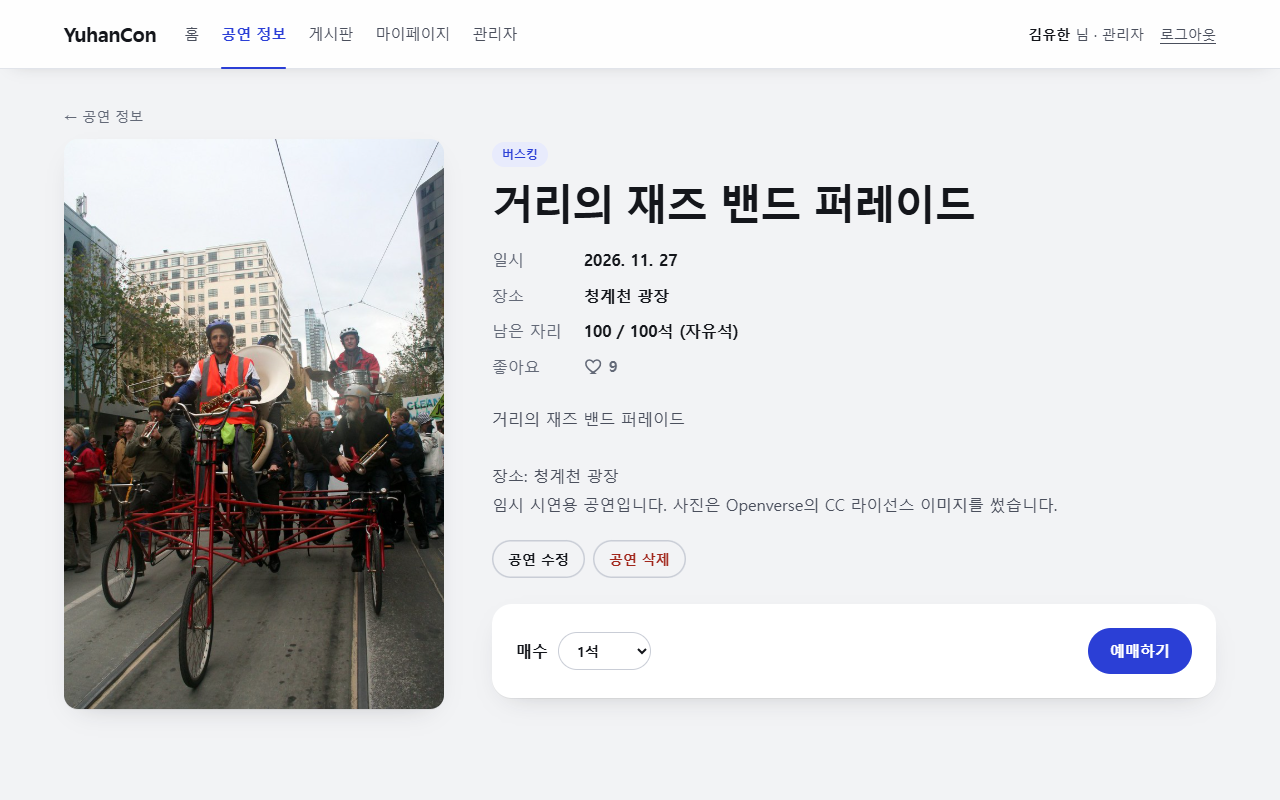 YuhanCon 홈 공연 정보 게시판 마이페이지 관리자 김유한 님 · 관리자 로그아웃
← 공연 정보
버스킹
거리의 재즈 밴드 퍼레이드
일시 2026. 11. 27
장소 청계천 광장
남은 자리 100 / 100석 (자유석)
좋아요 9
거리의 재즈 밴드 퍼레이드
장소: 청계천 광장
임시 시연용 공연입니다. 사진은 Openverse의 CC 라이선스 이미지를 썼습니다.
공연 수정 공연 삭제
매수 1석 예매하기
CLEAN